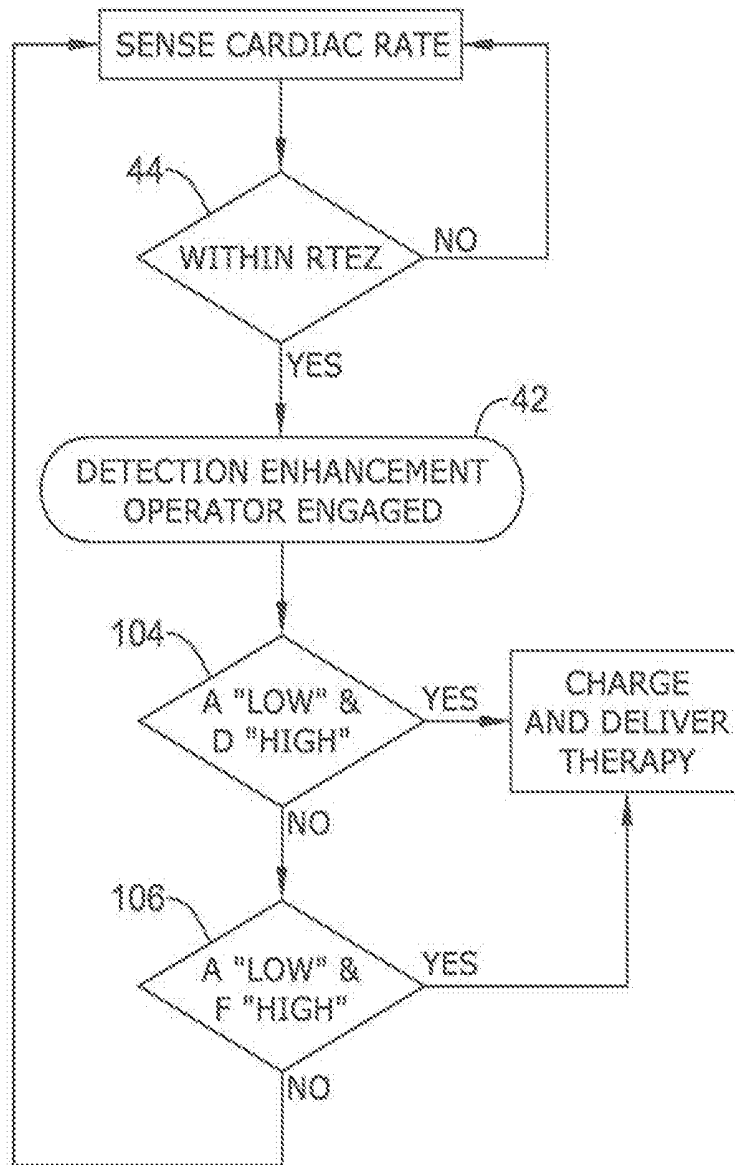 SENSE CARDIAC RATE
44
WITHIN RTEZ
NO
YES
42
DETECTION ENHANCEMENT
OPERATOR ENGAGED
104
A "LOW" &
D "HIGH"
YES
CHARGE
AND DELIVER
THERAPY
NO
106
A "LOW" &
F "HIGH"
YES
NO